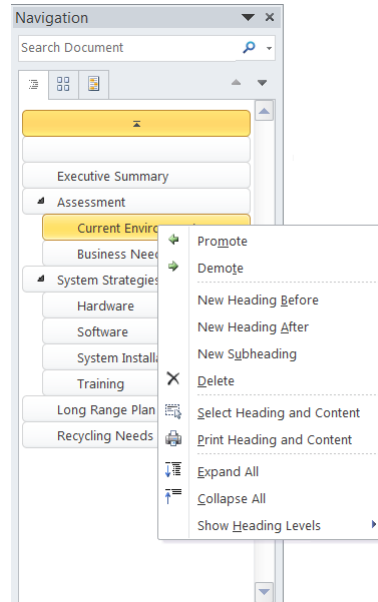 Navigation
Search Document
Executive Summary
Assessment
Current Enviro
Business Nee
System Strategies
Hardware
Software
System Install
Training
Long Range Plan
Recycling Needs
Promote
Demote
New Heading Before
New Heading After
New Subheading
Delete
Select Heading and Content
Print Heading and Content
Expand All
Collapse All
Show Heading Levels